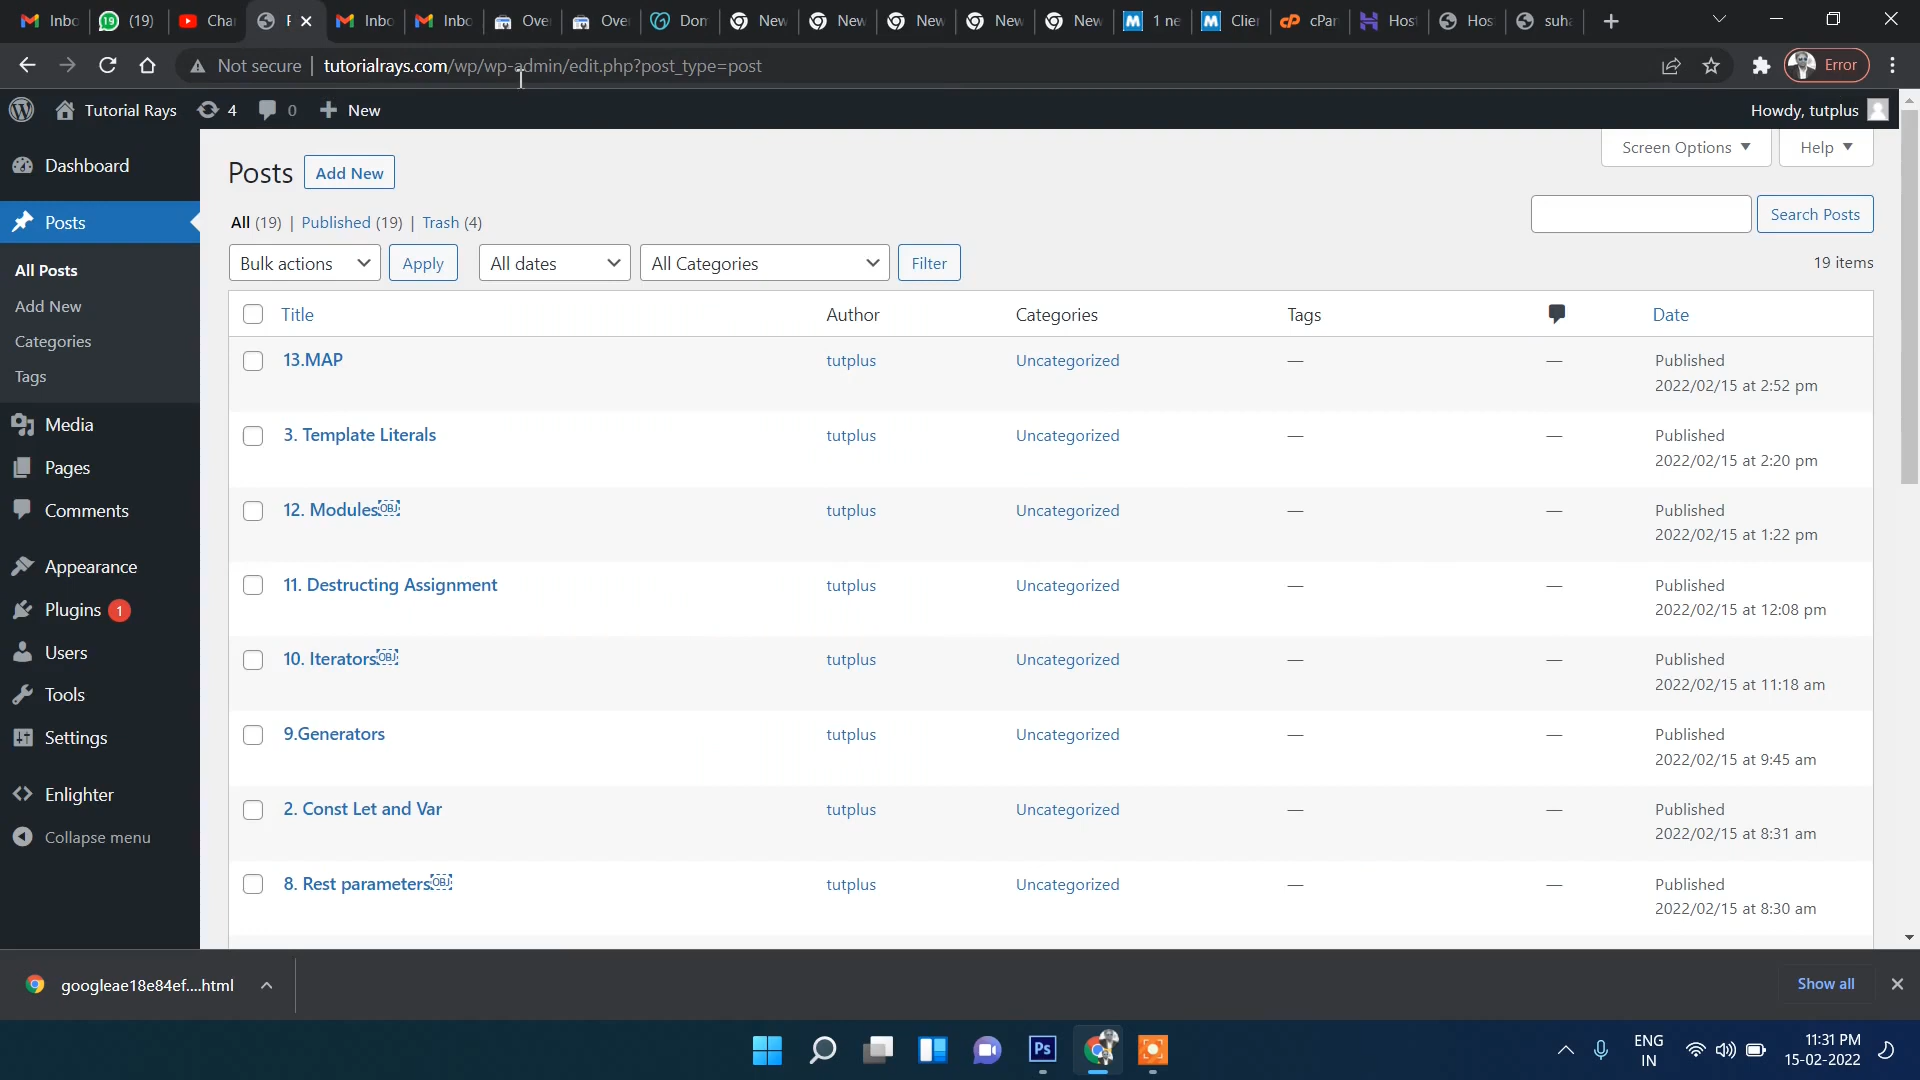 Inbo (19) Cha P Inbo Inbo Over Over Dom New New New New New 1 ne Clier cPar Host Hos suha
Not secure | tutorialrays.com/wp/wp-admin/edit.php?post_type=post Error
Tutorial Rays 4 0 New Howdy, tutplus
Dashboard
Posts
All Posts
Add New
Categories
Tags
Media
Pages
Comments
Appearance
Plugins 1
Users
Tools
Settings
Enlighter
Collapse menu
Screen Options Help
Posts Add New
All (19) | Published (19) | Trash (4)
Search Posts
Bulk actions Apply All dates All Categories Filter 19 items
Title Author Categories Tags Date
13.MAP tutplus Uncategorized — — Published
2022/02/15 at 2:52 pm
3. Template Literals tutplus Uncategorized — — Published
2022/02/15 at 2:20 pm
12. Modules￼ tutplus Uncategorized — — Published
2022/02/15 at 1:22 pm
11. Destructing Assignment tutplus Uncategorized — — Published
2022/02/15 at 12:08 pm
10. Iterators￼ tutplus Uncategorized — — Published
2022/02/15 at 11:18 am
9.Generators tutplus Uncategorized — — Published
2022/02/15 at 9:45 am
2. Const Let and Var tutplus Uncategorized — — Published
2022/02/15 at 8:31 am
8. Rest parameters￼ tutplus Uncategorized — — Published
2022/02/15 at 8:30 am
googleae18e84ef....html Show all
Ps
ENG
IN
11:31 PM
15-02-2022